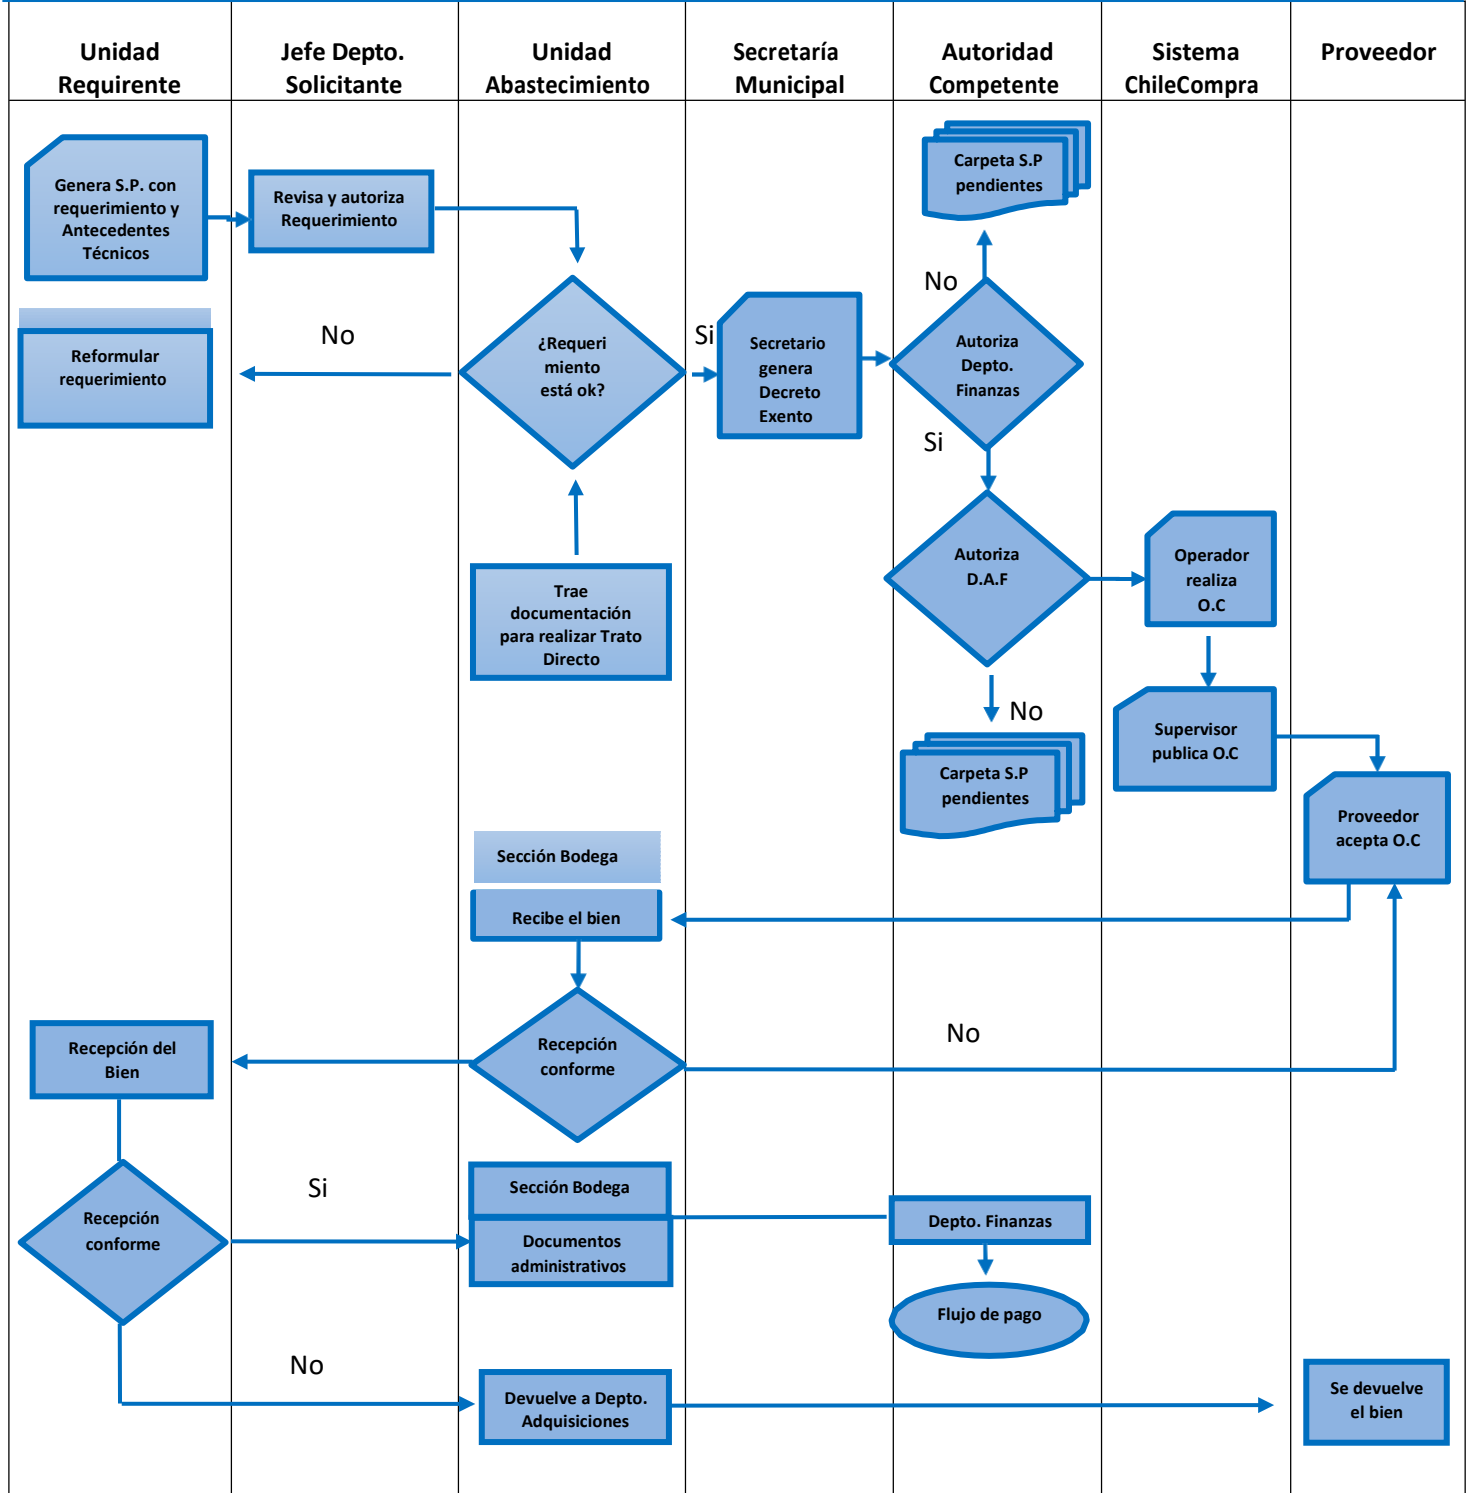 Unidad
Requirente
Jefe Depto.
Solicitante
Unidad
Abastecimiento
Secretaría
Municipal
Autoridad
Competente
Sistema
ChileCompra
Proveedor
Genera S.P. con
requerimiento y
Antecedentes
Técnicos
Revisa y autoriza
Requerimiento
Carpeta S.P
pendientes
No
Reformular
requerimiento
No
¿Requeri
miento
está ok?
Si
Secretario
genera
Decreto
Exento
Autoriza
Depto.
Finanzas
Si
Trae
documentación
para realizar Trato
Directo
Autoriza
D.A.F
Operador
realiza
O.C
No
Supervisor
publica O.C
Carpeta S.P
pendientes
Proveedor
acepta O.C
Sección Bodega
Recibe el bien
Recepción
conforme
No
Recepción del
Bien
Recepción
conforme
Si
Sección Bodega
Documentos
administrativos
Depto. Finanzas
Flujo de pago
No
Devuelve a Depto.
Adquisiciones
Se devuelve
el bien